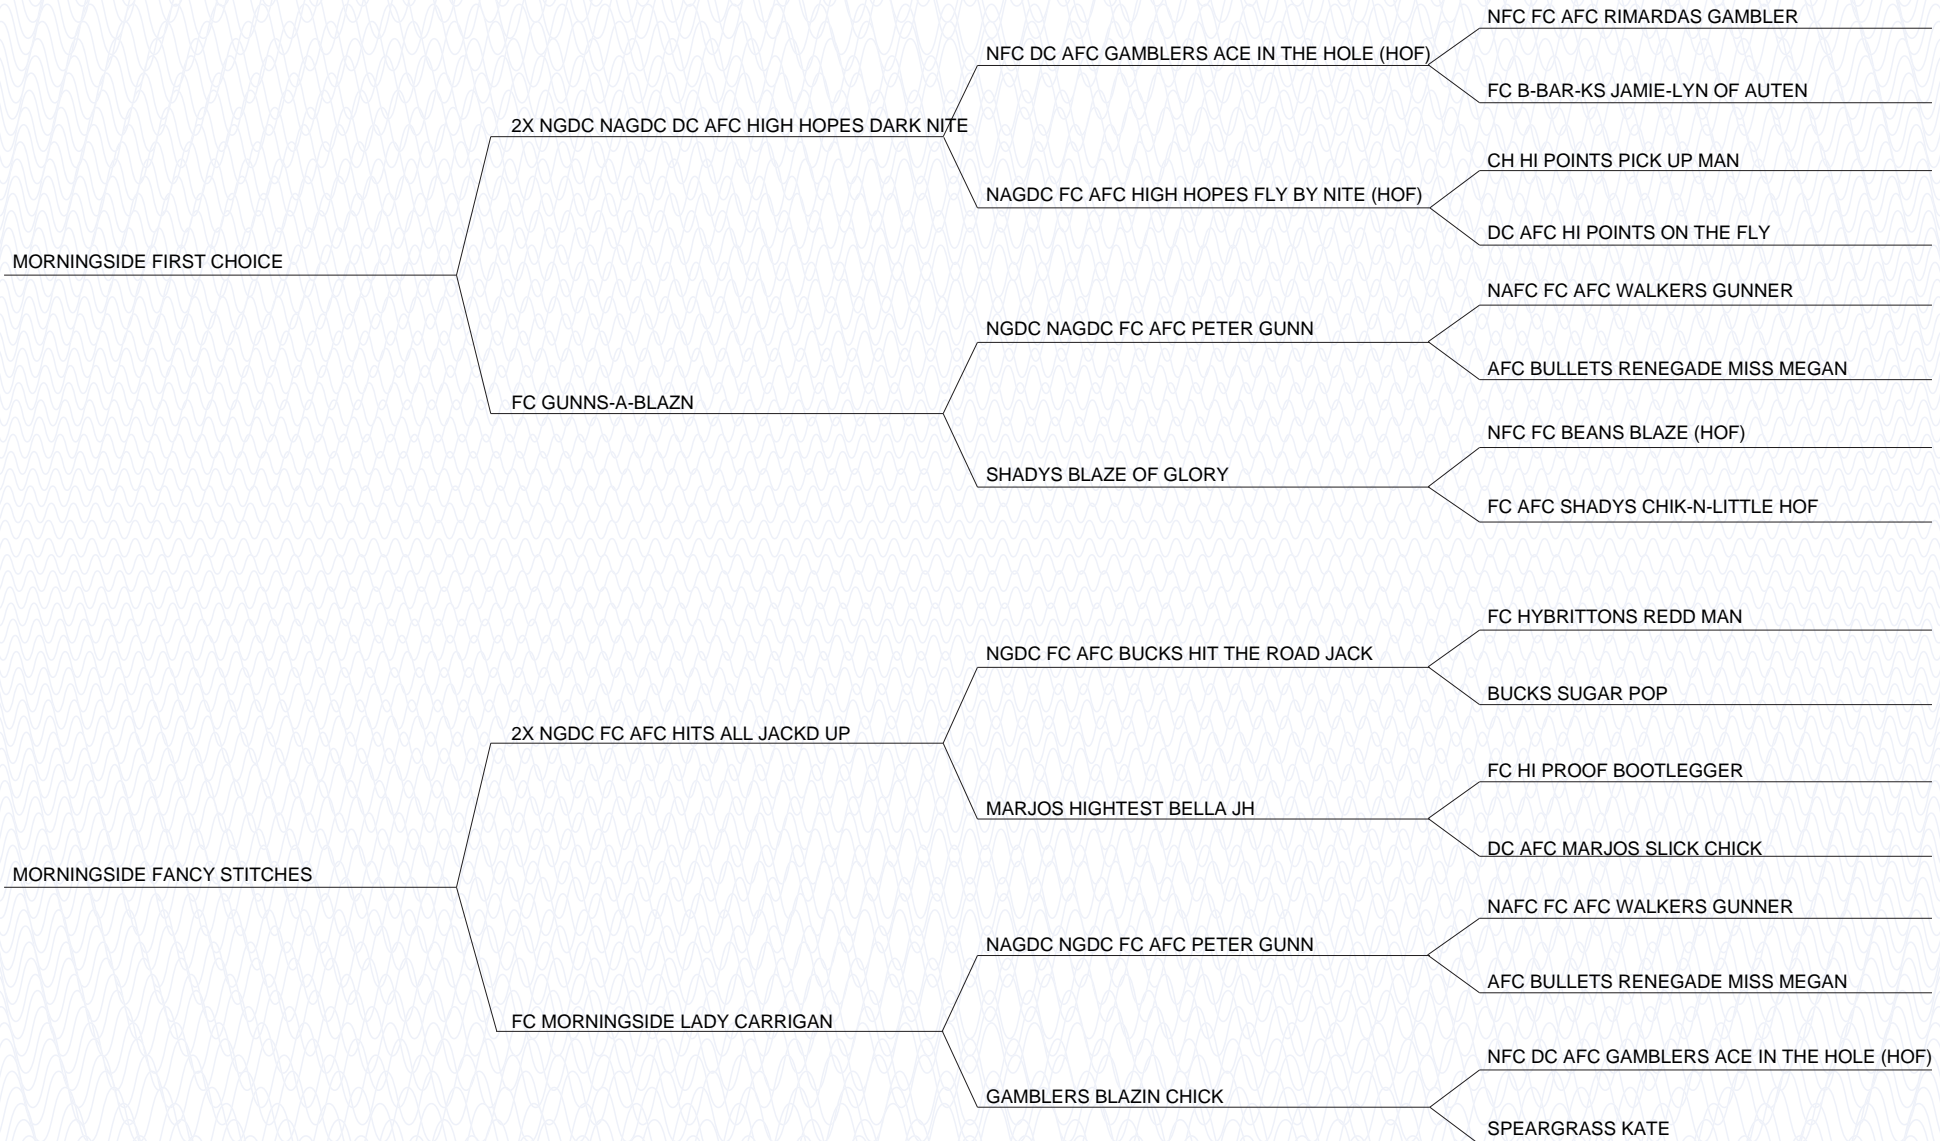 NFC FC AFC RIMARDAS GAMBLER
NFC DC AFC GAMBLERS ACE IN THE HOLE (HOF)
FC B-BAR-KS JAMIE-LYN OF AUTEN
2X NGDC NAGDC DC AFC HIGH HOPES DARK NITE
CH HI POINTS PICK UP MAN
NAGDC FC AFC HIGH HOPES FLY BY NITE (HOF)
DC AFC HI POINTS ON THE FLY
MORNINGSIDE FIRST CHOICE
NAFC FC AFC WALKERS GUNNER
NGDC NAGDC FC AFC PETER GUNN
AFC BULLETS RENEGADE MISS MEGAN
FC GUNNS-A-BLAZN
NFC FC BEANS BLAZE (HOF)
SHADYS BLAZE OF GLORY
FC AFC SHADYS CHIK-N-LITTLE HOF
FC HYBRITTONS REDD MAN
NGDC FC AFC BUCKS HIT THE ROAD JACK
BUCKS SUGAR POP
2X NGDC FC AFC HITS ALL JACKD UP
FC HI PROOF BOOTLEGGER
MARJOS HIGHTEST BELLA JH
DC AFC MARJOS SLICK CHICK
MORNINGSIDE FANCY STITCHES
NAFC FC AFC WALKERS GUNNER
NAGDC NGDC FC AFC PETER GUNN
AFC BULLETS RENEGADE MISS MEGAN
FC MORNINGSIDE LADY CARRIGAN
NFC DC AFC GAMBLERS ACE IN THE HOLE (HOF)
GAMBLERS BLAZIN CHICK
SPEARGRASS KATE